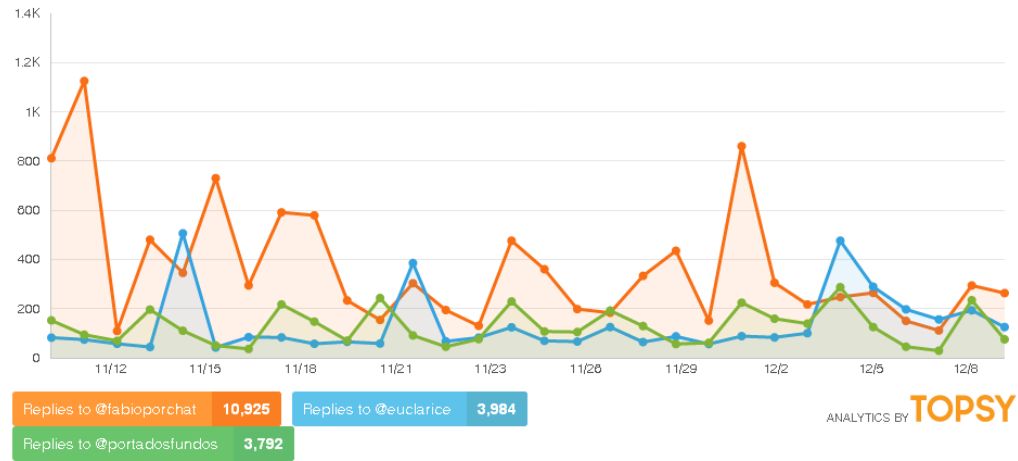 1.4K
1.2K
1K
800
600
400
200
0
11/12 11/15 11/18 11/21 11/23 11/26 11/29 12/2 12/5 12/8
Replies to @fabioporchat 10,925 Replies to @euclarice 3,984
Replies to @portadosfundos 3,792
ANALYTICS BY TOPSY